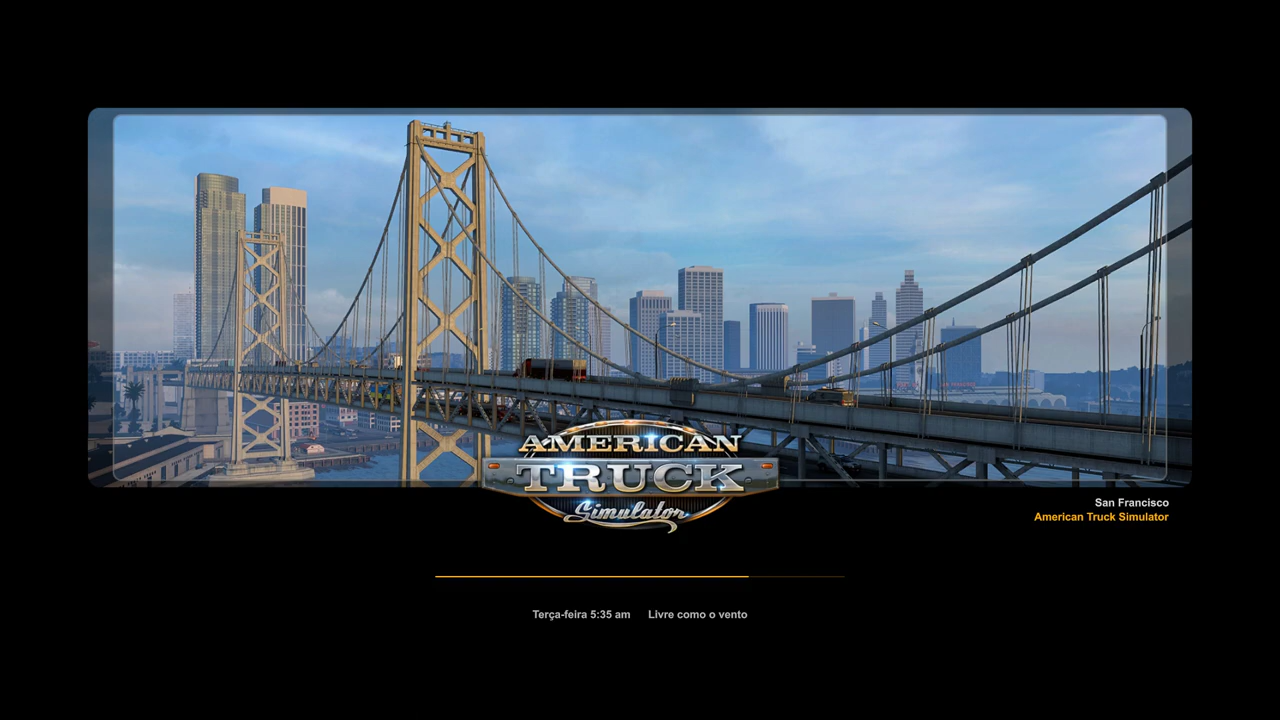 AMERICAN
TRUCK
Simulator
San Francisco
American Truck Simulator
Terça-feira 5:35 am Livre como o vento